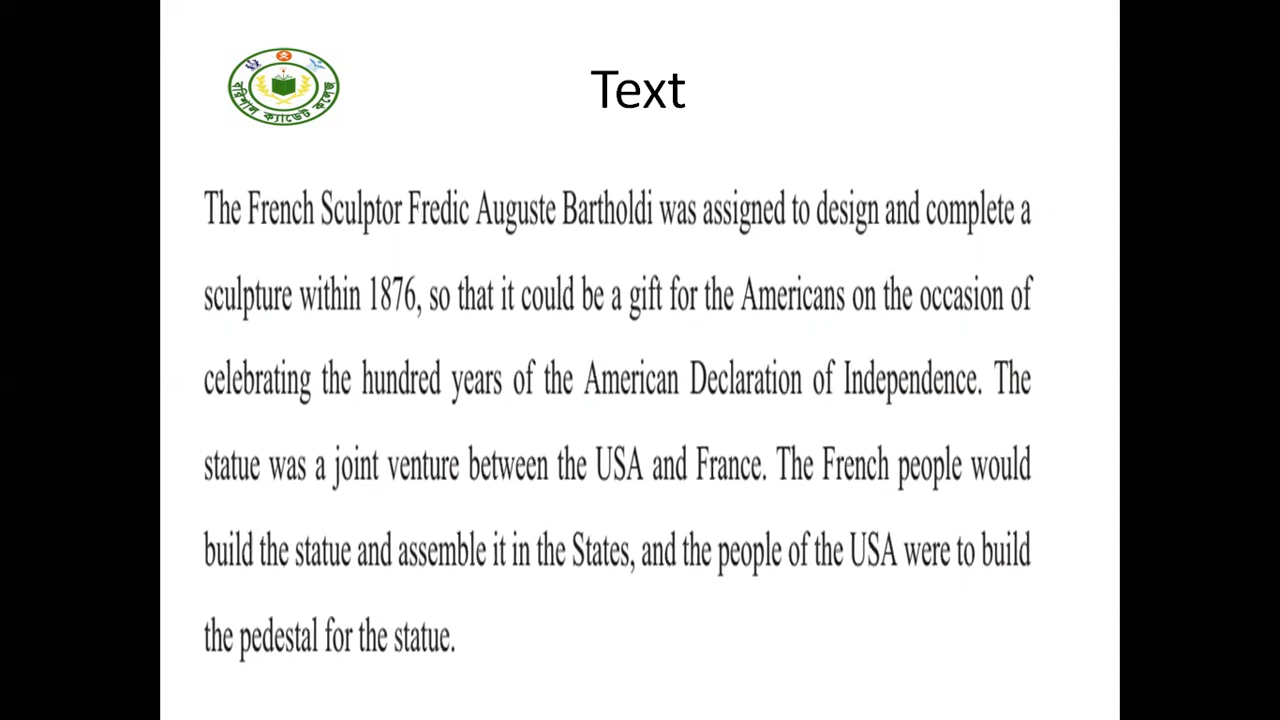 বরিশাল ক্যাডেট কলেজ
Text
The French Sculptor Fredic Auguste Bartholdi was assigned to design and complete a
sculpture within 1876, so that it could be a gift for the Americans on the occasion of
celebrating the hundred years of the American Declaration of Independence. The
statue was a joint venture between the USA and France. The French people would
build the statue and assemble it in the States, and the people of the USA were to build
the pedestal for the statue.